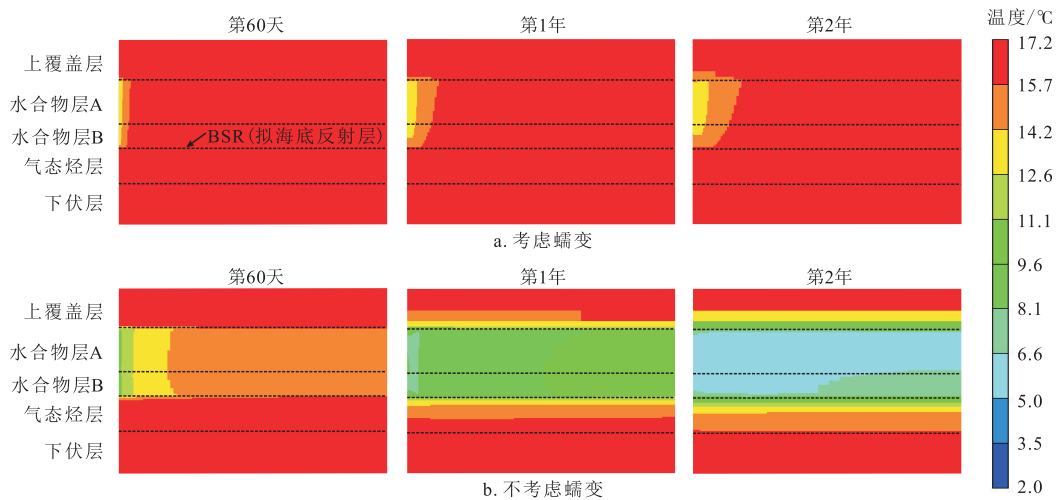 温度/℃
第60天
第1年
第2年
上覆盖层
水合物层A
水合物层B
气态烃层
下伏层
BSR(拟海底反射层)
a. 考虑蠕变
第60天
第1年
第2年
上覆盖层
水合物层A
水合物层B
气态烃层
下伏层
b. 不考虑蠕变
17.2
15.7
14.2
12.6
11.1
9.6
8.1
6.6
5.0
3.5
2.0